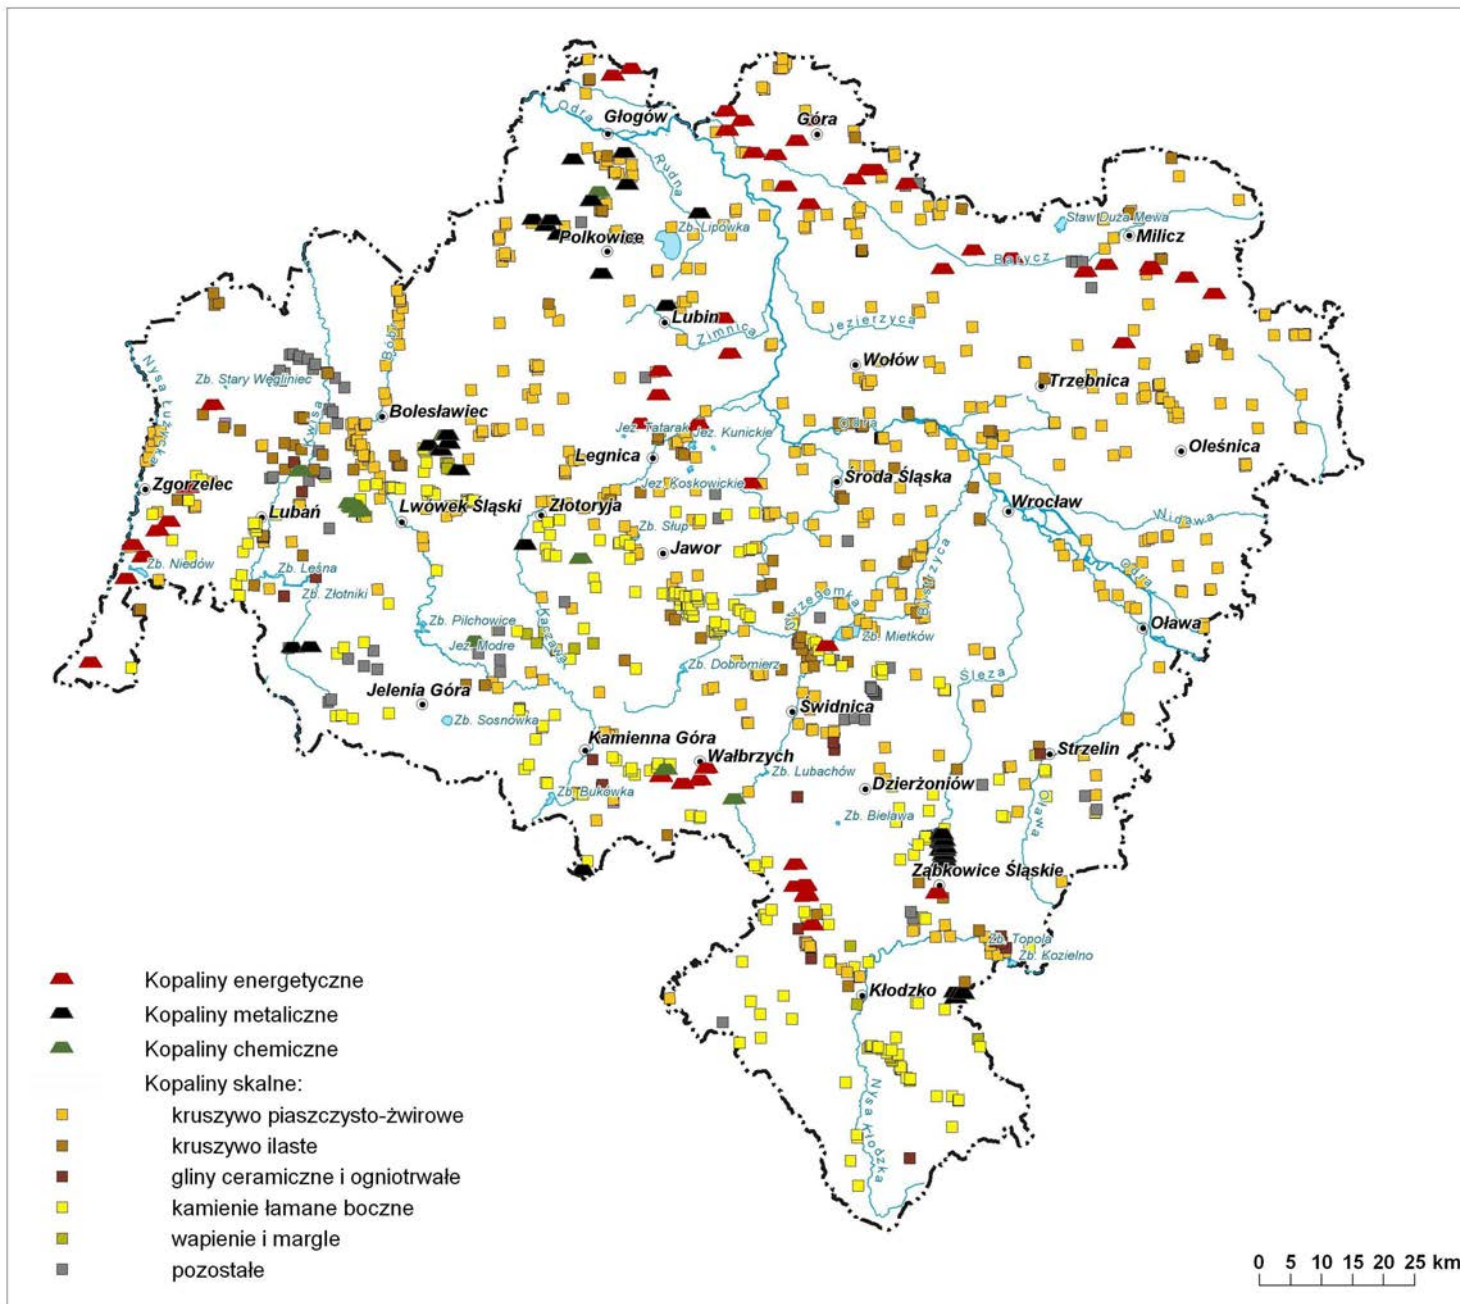 Głogów
Góra
Odra
Rudna
Staw Duża Mewa
Milicz
Zb. Lipówka
Polkowice
Barycz
Lubin
Zimnica
Jezierzyca
Bóbr
Wołów
Nysa Łużycka
Zb. Stary Węgliniec
Trzebnica
Bolesławiec
Kwisa
Jez. Tatarak
Jez. Kunickie
Odra
Oleśnica
Legnica
Zgorzelec
Jez. Koskowickie
Środa Śląska
Lubań
Lwówek Śląski
Złotoryja
Wrocław
Widawa
Zb. Słup
Jawor
Zb. Niedów
Zb. Leśna
Bystrzyca
Odra
Zb. Złotniki
Strzegomka
Zb. Pilchowice
Kaczawa
Oława
Zb. Mietków
Jez. Modre
Zb. Dobromierz
Ślęza
Jelenia Góra
Zb. Sosnówka
Świdnica
Kamienna Góra
Wałbrzych
Strzelin
Zb. Lubachów
Zb. Bukówka
Dzierżoniów
Zb. Bielawa
Oława
Ząbkowice Śląskie
Zb. Topola
Zb. Kozielno
Kłodzko
Nysa Kłodzka
Kopaliny energetyczne
Kopaliny metaliczne
Kopaliny chemiczne
Kopaliny skalne:
kruszywo piaszczysto-żwirowe
kruszywo ilaste
gliny ceramiczne i ogniotrwałe
kamienie łamane boczne
wapienie i margle
pozostałe
0 5 10 15 20 25 km